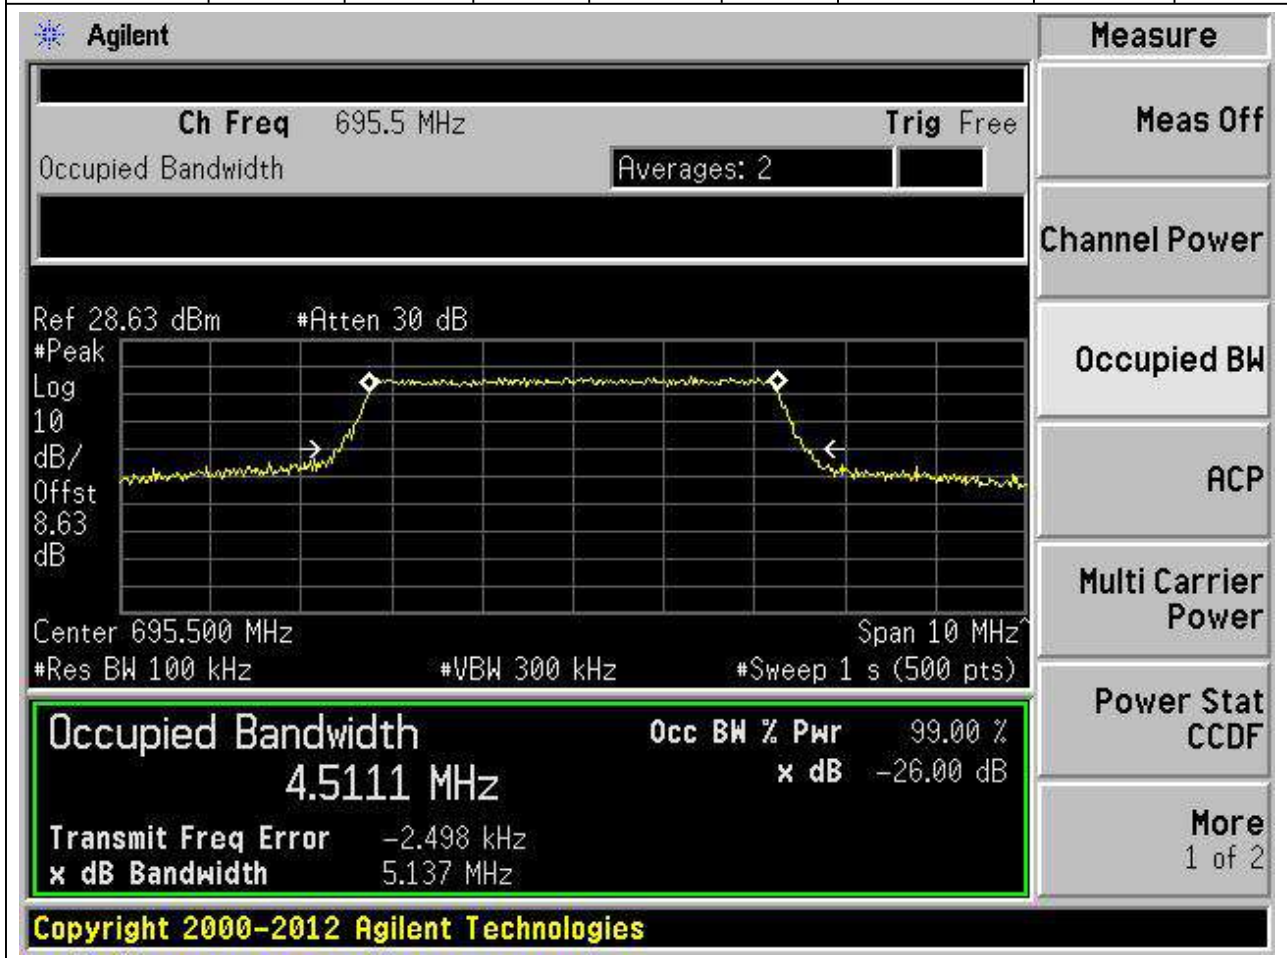 Agilent
Ch Freq 695.5 MHz Trig Free
Occupied Bandwidth Averages: 2
Ref 28.63 dBm #Atten 30 dB
#Peak
Log
10
dB/
Offst
8.63
dB
Center 695.500 MHz Span 10 MHz^
#Res BW 100 kHz #VBW 300 kHz #Sweep 1 s (500 pts)
Occupied Bandwidth Occ BW % Pwr 99.00 %
4.5111 MHz x dB -26.00 dB
Transmit Freq Error -2.498 kHz
x dB Bandwidth 5.137 MHz
Copyright 2000-2012 Agilent Technologies
Measure
Meas Off
Channel Power
Occupied BW
ACP
Multi Carrier
Power
Power Stat
CCDF
More
1 of 2